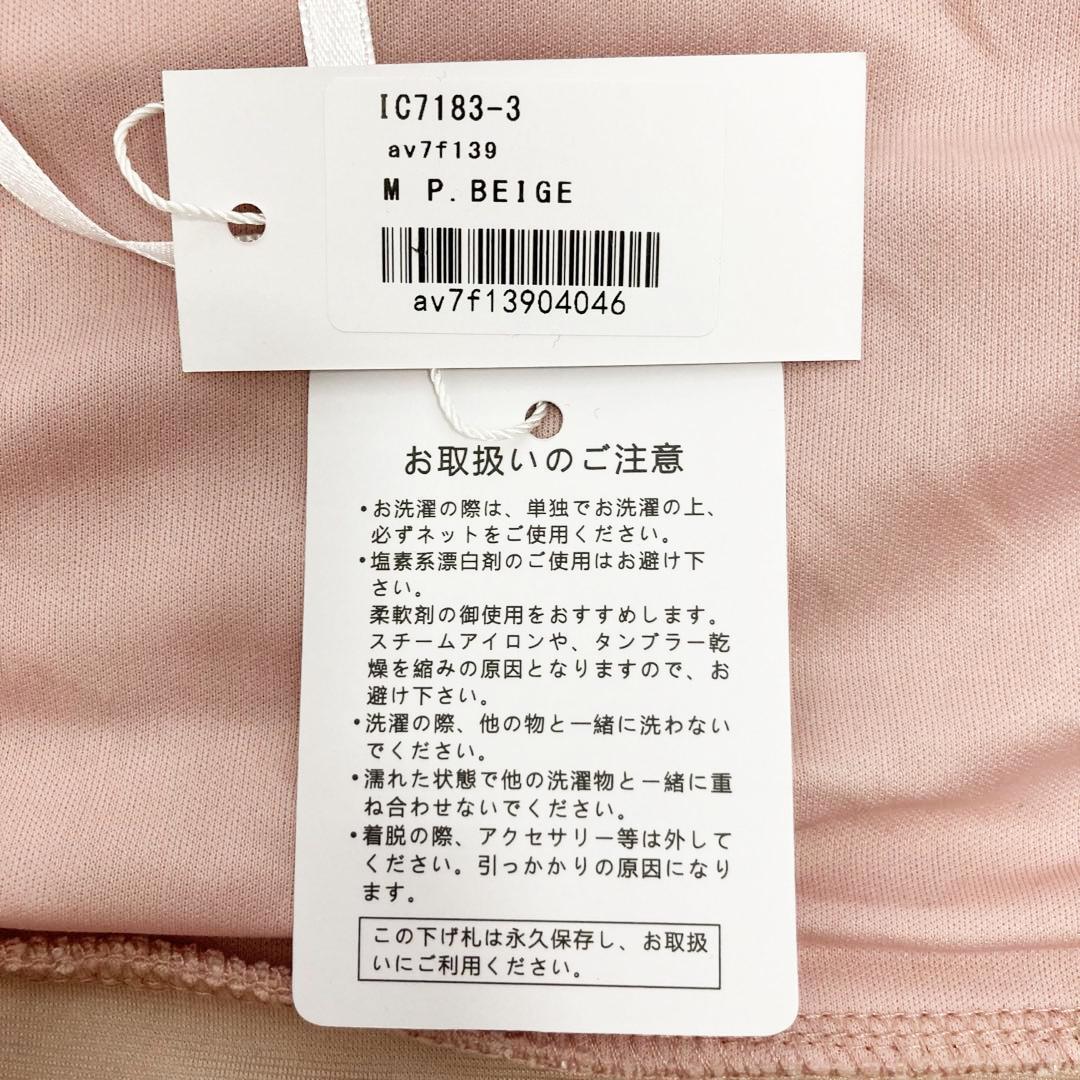 IC7183-3
av7f139
M P.BEIGE
av7f13904046
お取扱いのご注意
•お洗濯の際は、単独でお洗濯の上、
必ずネットをご使用ください。
•塩素系漂白剤のご使用はお避け下
さい。
柔軟剤の御使用をおすすめします。
スチームアイロンや、タンブラー乾
燥を縮みの原因となりますので、お
避け下さい。
•洗濯の際、他の物と一緒に洗わない
でください。
•濡れた状態で他の洗濯物と一緒に重
ね合わせないでください。
•着脱の際、アクセサリー等は外して
ください。引っかかりの原因になり
ます。
この下げ札は永久保存し、お取扱
いにご利用ください。